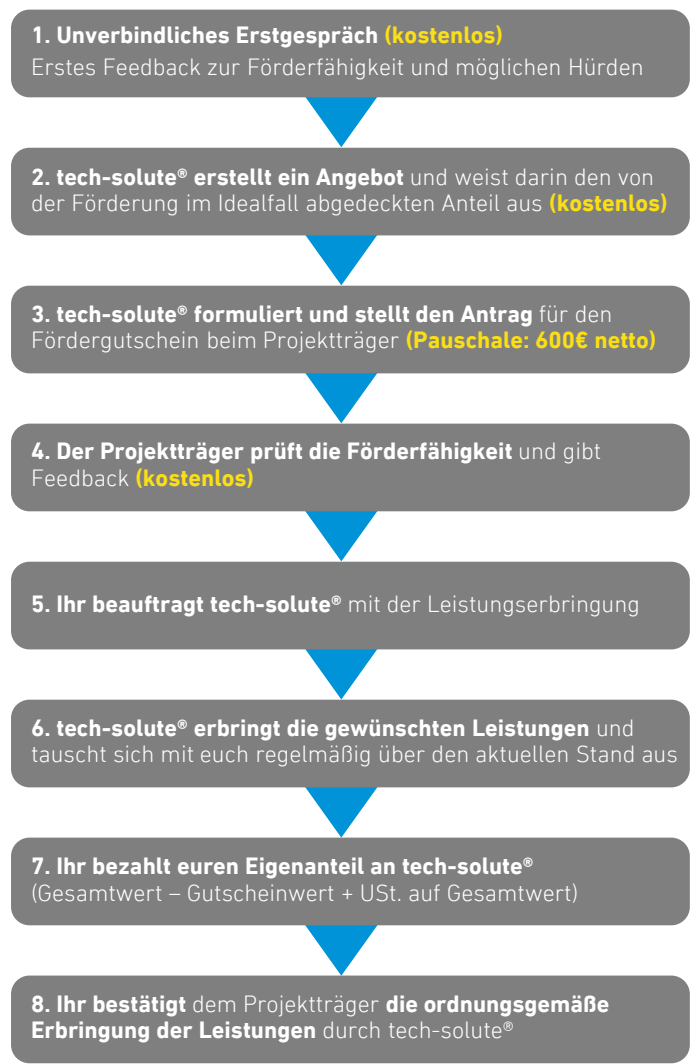 1. Unverbindliches Erstgespräch (kostenlos)
Erstes Feedback zur Förderfähigkeit und möglichen Hürden
2. tech-solute® erstellt ein Angebot und weist darin den von
der Förderung im Idealfall abgedeckten Anteil aus (kostenlos)
3. tech-solute® formuliert und stellt den Antrag für den
Fördergutschein beim Projektträger (Pauschale: 600€ netto)
4. Der Projektträger prüft die Förderfähigkeit und gibt
Feedback (kostenlos)
5. Ihr beauftragt tech-solute® mit der Leistungserbringung
6. tech-solute® erbringt die gewünschten Leistungen und
tauscht sich mit euch regelmäßig über den aktuellen Stand aus
7. Ihr bezahlt euren Eigenanteil an tech-solute®
(Gesamtwert – Gutscheinwert + USt. auf Gesamtwert)
8. Ihr bestätigt dem Projektträger die ordnungsgemäße
Erbringung der Leistungen durch tech-solute®